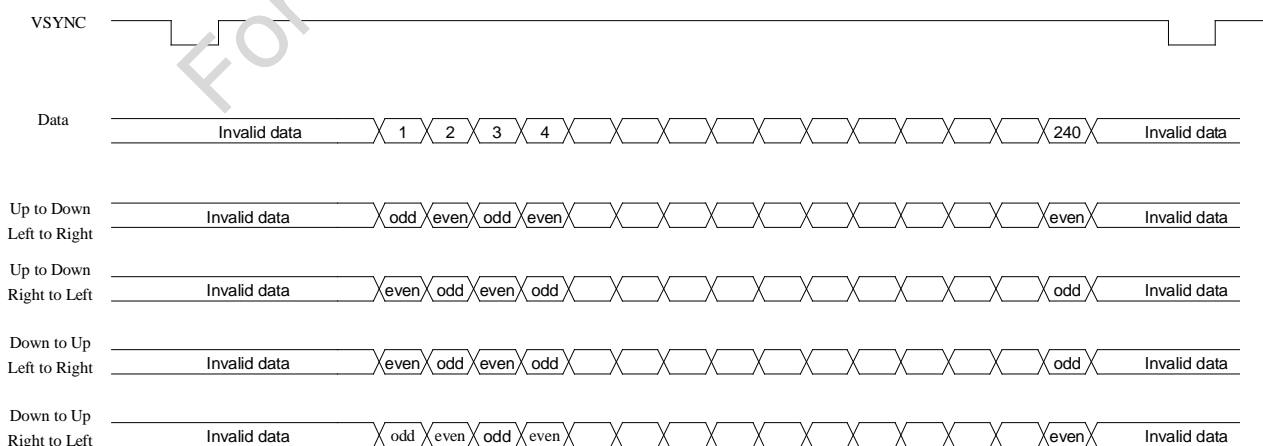 VSYNC
For
Data Invalid data 1 2 3 4 240 Invalid data
Up to Down
Left to Right
Invalid data odd even odd even even Invalid data
Up to Down
Right to Left
Invalid data even odd even odd odd Invalid data
Down to Up
Left to Right
Invalid data even odd even odd odd Invalid data
Down to Up
Right to Left
Invalid data odd even odd even even Invalid data